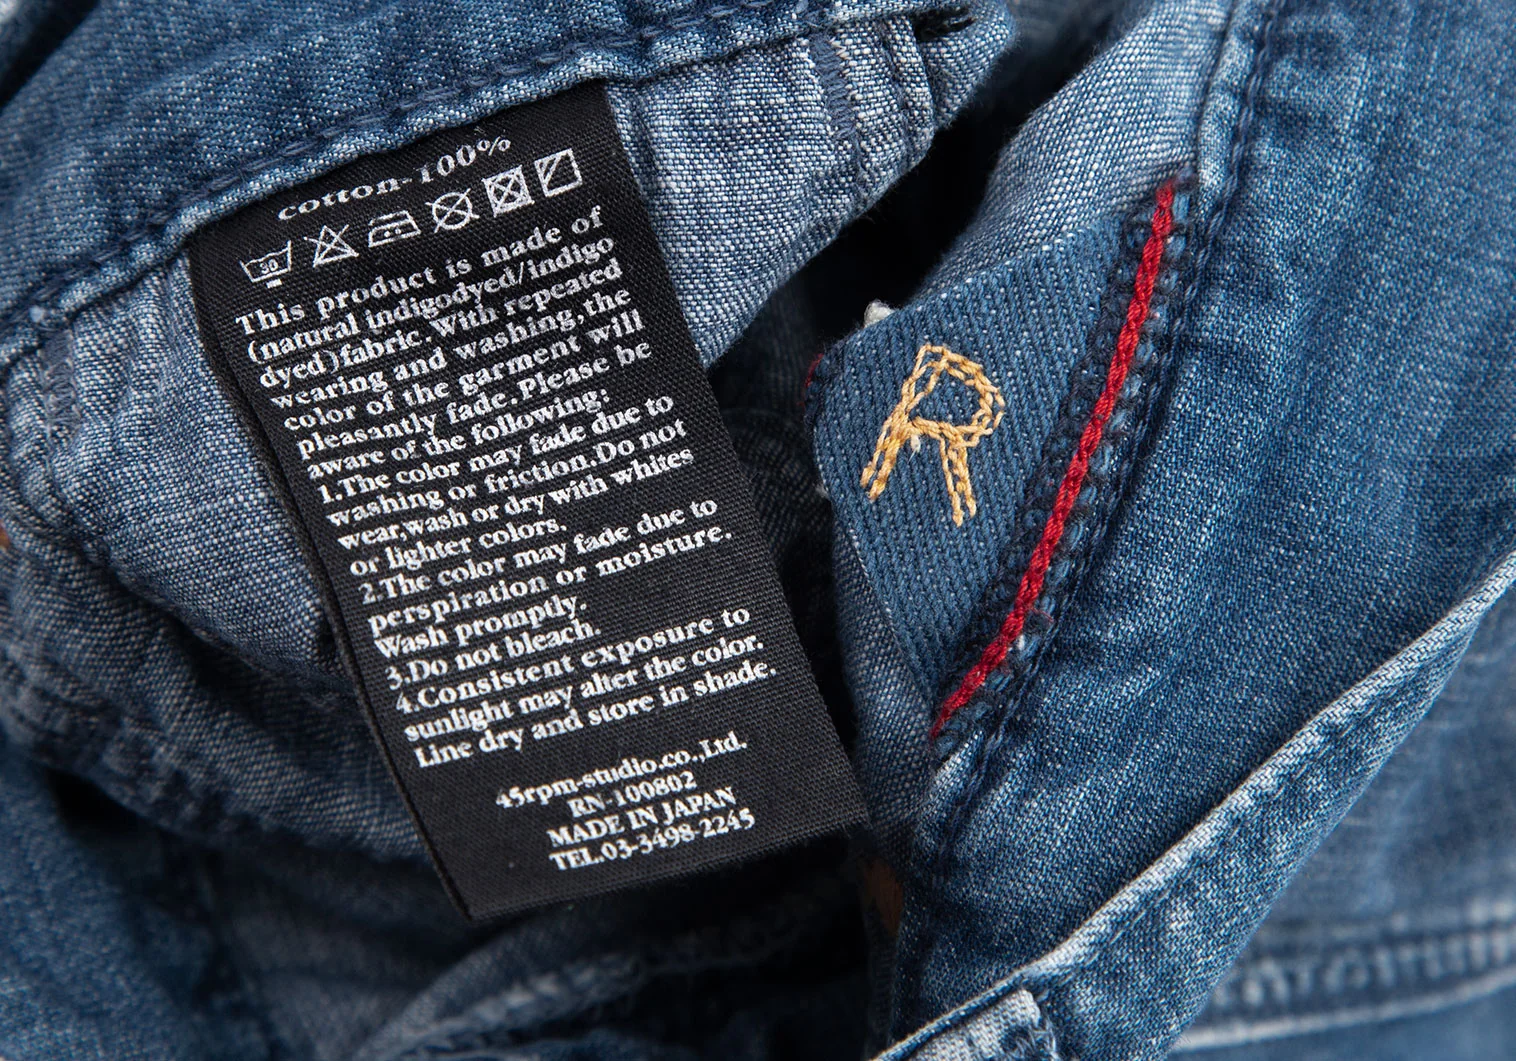 cotton-100%
30
This product is made of
(natural indigodyed/indigo
dyed)fabric.With repeated
wearing and washing,the
color of the garment will
pleasantly fade.Please be
aware of the following:
1.The color may fade due to
washing or friction.Do not
wear,wash or dry with whites
or lighter colors.
2.The color may fade due to
perspiration or moisture.
Wash promptly.
3.Do not bleach.
4.Consistent exposure to
sunlight may alter the color.
Line dry and store in shade.
45rpm-studio.co.,Ltd.
RN-100802
MADE IN JAPAN
TEL.03-3498-2245
R